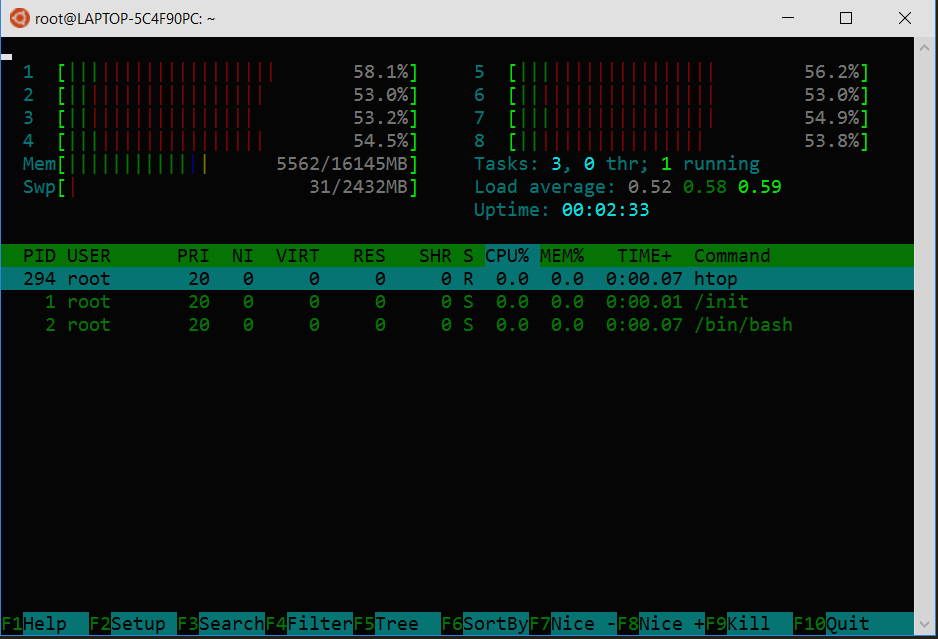 root@LAPTOP-5C4F90PC: ~
1 [||||||||||||||||||| 58.1%] 5 [|||||||||||||||||| 56.2%]
2 [|||||||||||||||||| 53.0%] 6 [|||||||||||||||||| 53.0%]
3 [||||||||||||||||| 53.2%] 7 [|||||||||||||||||| 54.9%]
4 [|||||||||||||||||| 54.5%] 8 [||||||||||||||||| 53.8%]
Mem[||||||||||||| 5562/16145MB] Tasks: 3, 0 thr; 1 running
Swp[| 31/2432MB] Load average: 0.52 0.58 0.59
Uptime: 00:02:33
PID USER PRI NI VIRT RES SHR S CPU% MEM% TIME+ Command
294 root 20 0 0 0 0 R 0.0 0.0 0:00.07 htop
1 root 20 0 0 0 0 S 0.0 0.0 0:00.01 /init
2 root 20 0 0 0 0 S 0.0 0.0 0:00.07 /bin/bash
F1Help F2Setup F3SearchF4FilterF5Tree F6SortByF7Nice -F8Nice +F9Kill F10Quit